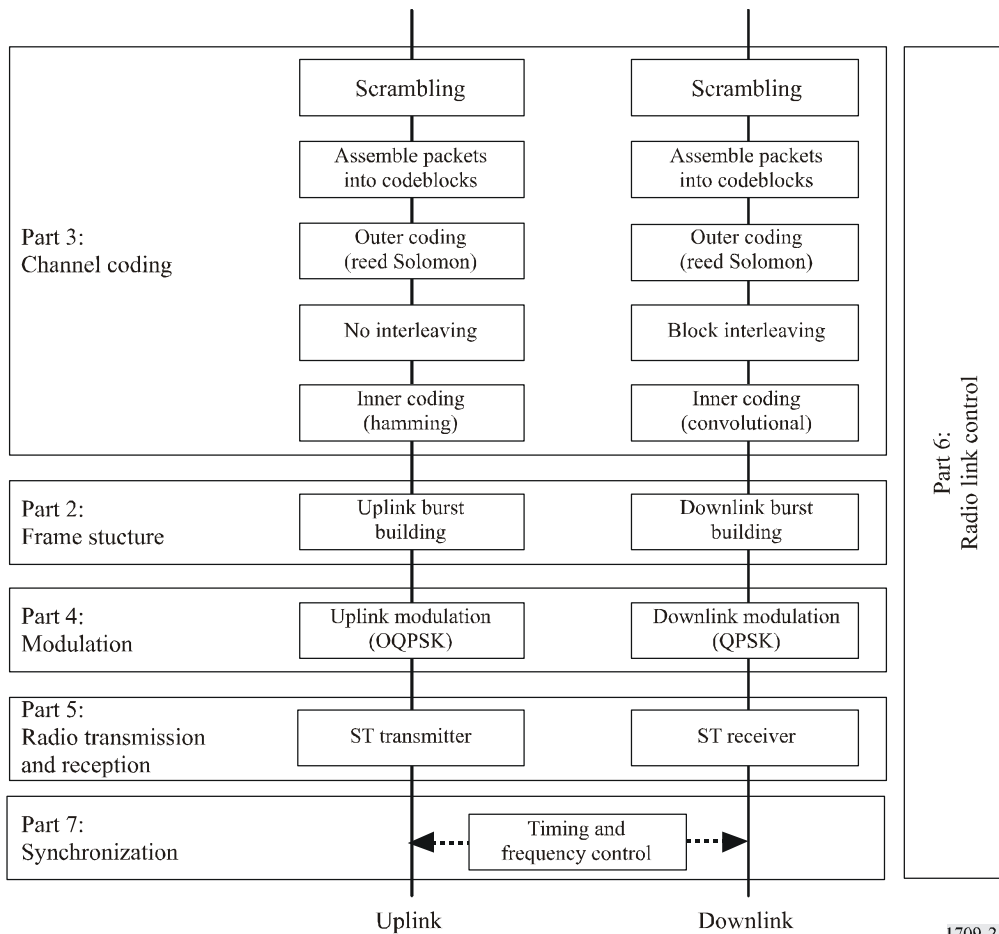 Scrambling
Scrambling
Assemble packets
into codeblocks
Assemble packets
into codeblocks
Part 3:
Channel coding
Outer coding
(reed Solomon)
Outer coding
(reed Solomon)
No interleaving
Block interleaving
Inner coding
(hamming)
Inner coding
(convolutional)
Part 2:
Frame stucture
Uplink burst
building
Downlink burst
building
Part 4:
Modulation
Uplink modulation
(OQPSK)
Downlink modulation
(QPSK)
Part 5:
Radio transmission
and reception
ST transmitter
ST receiver
Part 7:
Synchronization
Timing and
frequency control
Part 6:
Radio link control
Uplink
Downlink